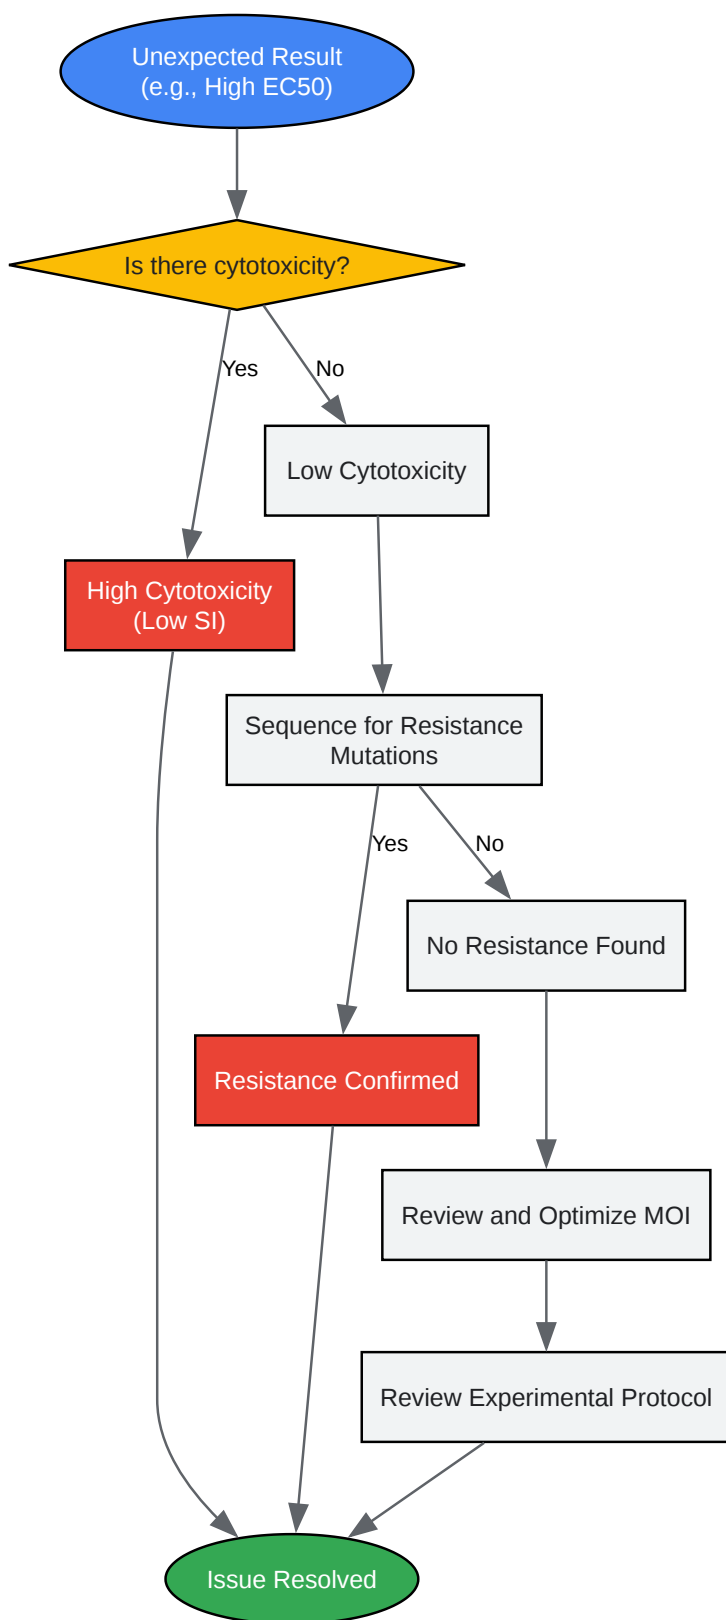 Unexpected Result
(e.g., High EC50)
Is there cytotoxicity?
Yes
No
Low Cytotoxicity
High Cytotoxicity
(Low SI)
Sequence for Resistance
Mutations
Yes
No
No Resistance Found
Resistance Confirmed
Review and Optimize MOI
Review Experimental Protocol
Issue Resolved